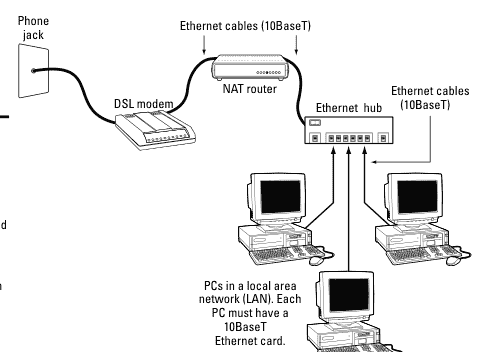 Phone
jack
Ethernet cables (10BaseT)
NAT router
DSL modem
Ethernet hub
Ethernet cables
(10BaseT)
d
n
PCs in a local area
network (LAN). Each
PC must have a
10BaseT
Ethernet card.